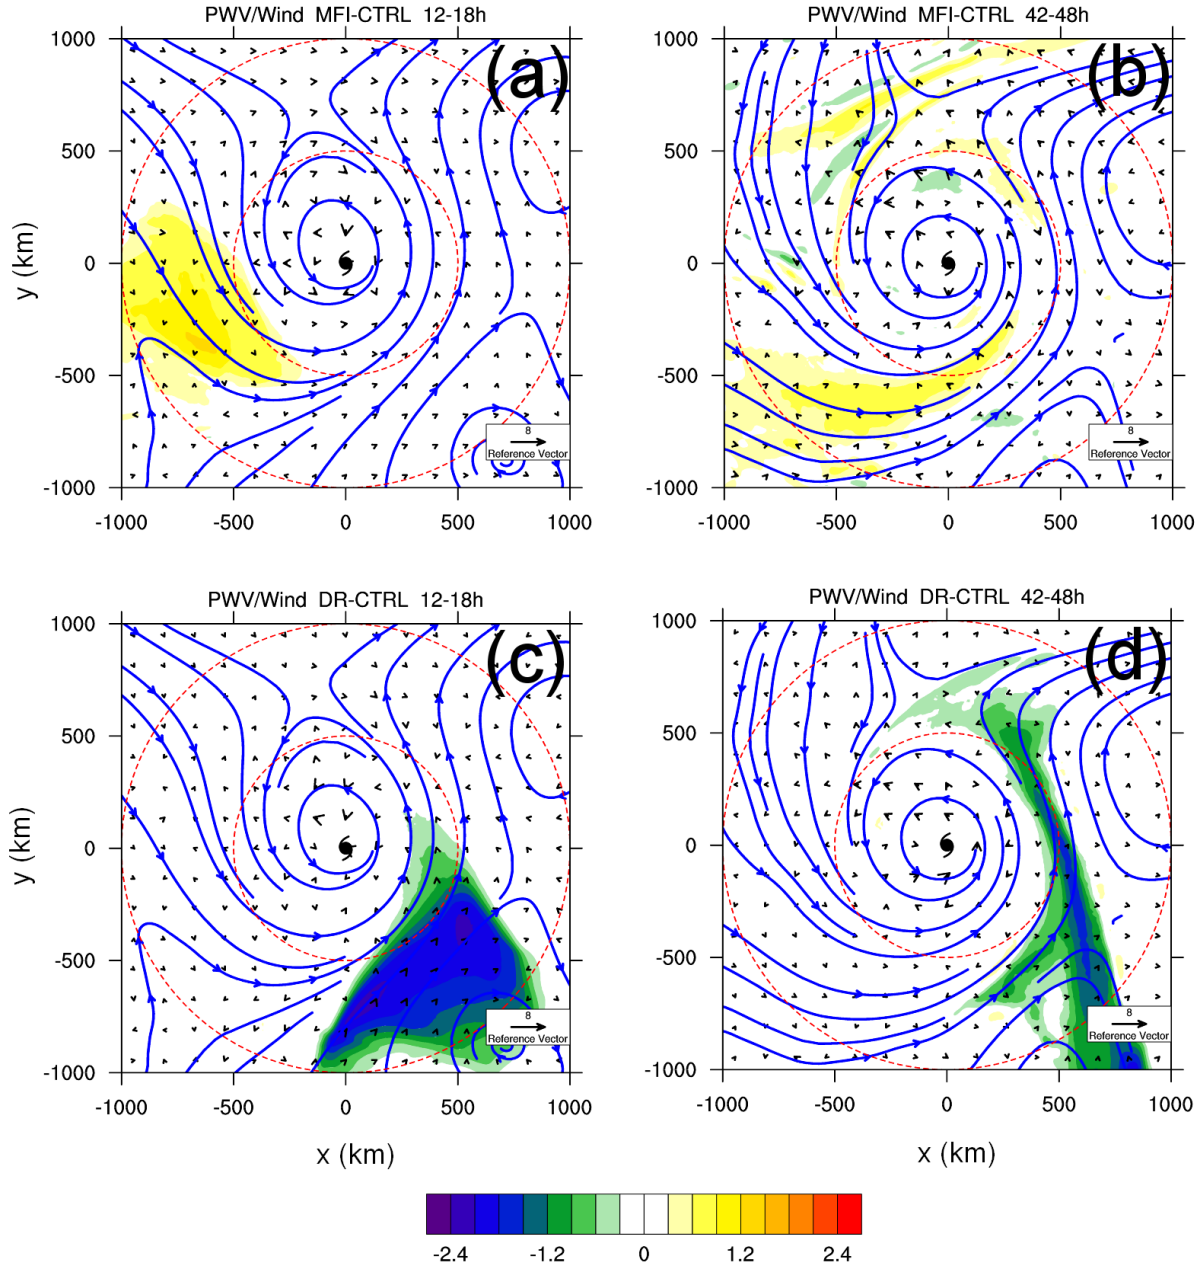 PWV/Wind MFI-CTRL 12-18h
(a)
1000
500
0
-500
-1000
y (km)
-1000 -500 0 500 1000
8
Reference Vector
PWV/Wind MFI-CTRL 42-48h
(b)
1000
500
0
-500
-1000
-1000 -500 0 500 1000
8
Reference Vector
PWV/Wind DR-CTRL 12-18h
(c)
1000
500
0
-500
-1000
y (km)
-1000 -500 0 500 1000
x (km)
8
Reference Vector
PWV/Wind DR-CTRL 42-48h
(d)
1000
500
0
-500
-1000
-1000 -500 0 500 1000
x (km)
8
Reference Vector
-2.4 -1.2 0 1.2 2.4